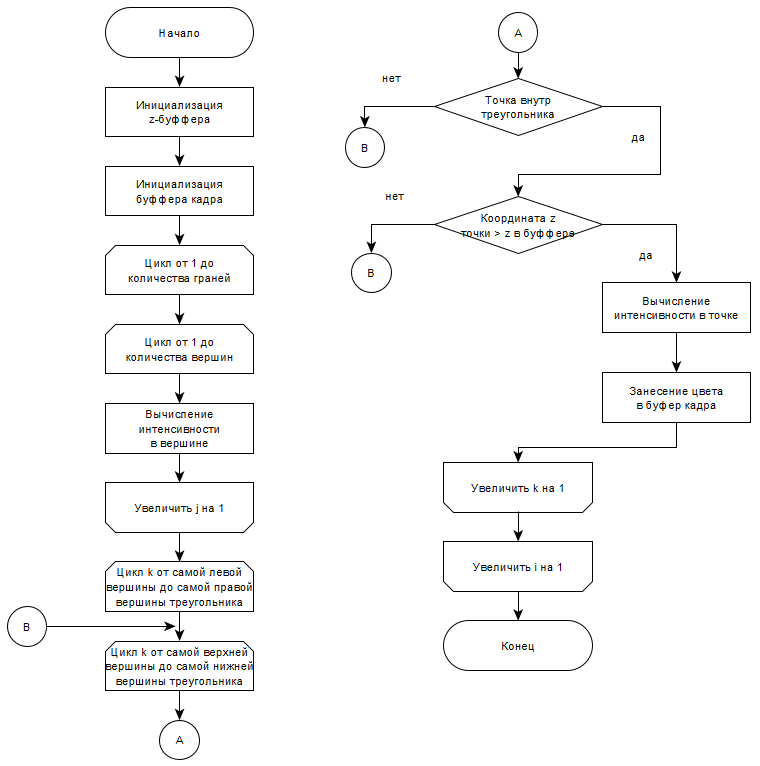 Начало
Инициализация
z-буффера
Инициализация
буффера кадра
Цикл от 1 до
количества граней
Цикл от 1 до
количества вершин
Вычисление
интенсивности
в вершине
Увеличить j на 1
Цикл k от самой левой
вершины до самой правой
вершины треугольника
В
Цикл k от самой верхней
вершины до самой нижней
вершины треугольника
А
А
нет
Точка внутр
треугольника
да
В
нет
Координата z
точки > z в буффере
да
В
Вычисление
интенсивности в точке
Занесение цвета
в буфер кадра
Увеличить k на 1
Увеличить i на 1
Конец